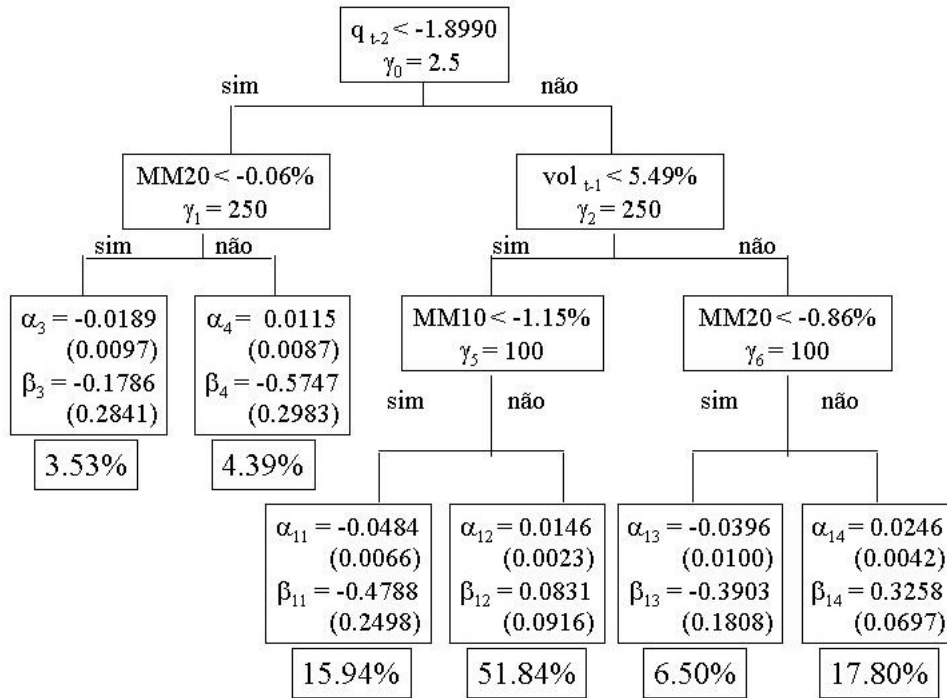 q t-2 < -1.8990
γ0 = 2.5
sim não
MM20 < -0.06%
γ1 = 250
vol t-1 < 5.49%
γ2 = 250
sim não
sim não
α3 = -0.0189
(0.0097)
β3 = -0.1786
(0.2841)
3.53%
α4 = 0.0115
(0.0087)
β4 = -0.5747
(0.2983)
4.39%
MM10 < -1.15%
γ5 = 100
MM20 < -0.86%
γ6 = 100
sim não
sim não
α11 = -0.0484
(0.0066)
β11 = -0.4788
(0.2498)
15.94%
α12 = 0.0146
(0.0023)
β12 = 0.0831
(0.0916)
51.84%
α13 = -0.0396
(0.0100)
β13 = -0.3903
(0.1808)
6.50%
α14 = 0.0246
(0.0042)
β14 = 0.3258
(0.0697)
17.80%